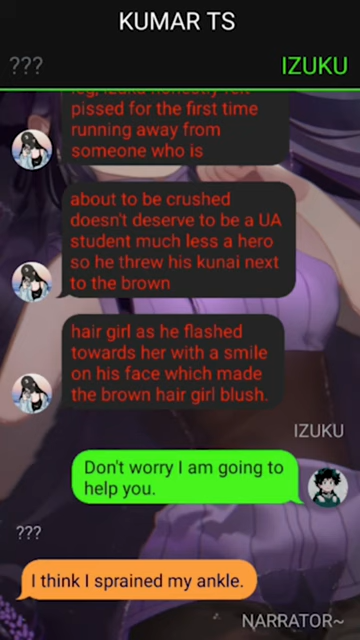 KUMAR TS
???
IZUKU
pissed for the first time
running away from
someone who is
about to be crushed
doesn't deserve to be a UA
student much less a hero
so he threw his kunai next
to the brown
hair girl as he flashed
towards her with a smile
on his face which made
the brown hair girl blush.
IZUKU
Don't worry I am going to
help you.
???
I think I sprained my ankle.
NARRATOR~